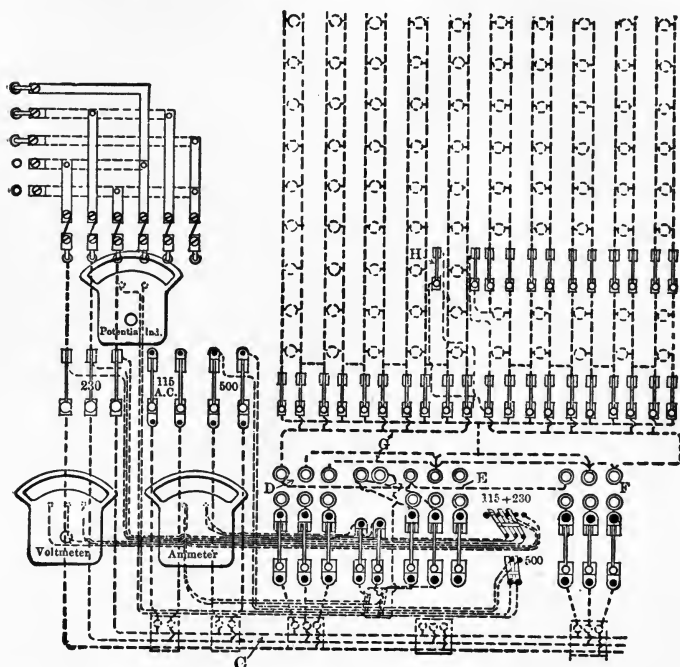 H
Potential Ind.
230
115
A.C.
500
G
D
E
115+230
F
Voltmeter
Ammeter
500
C